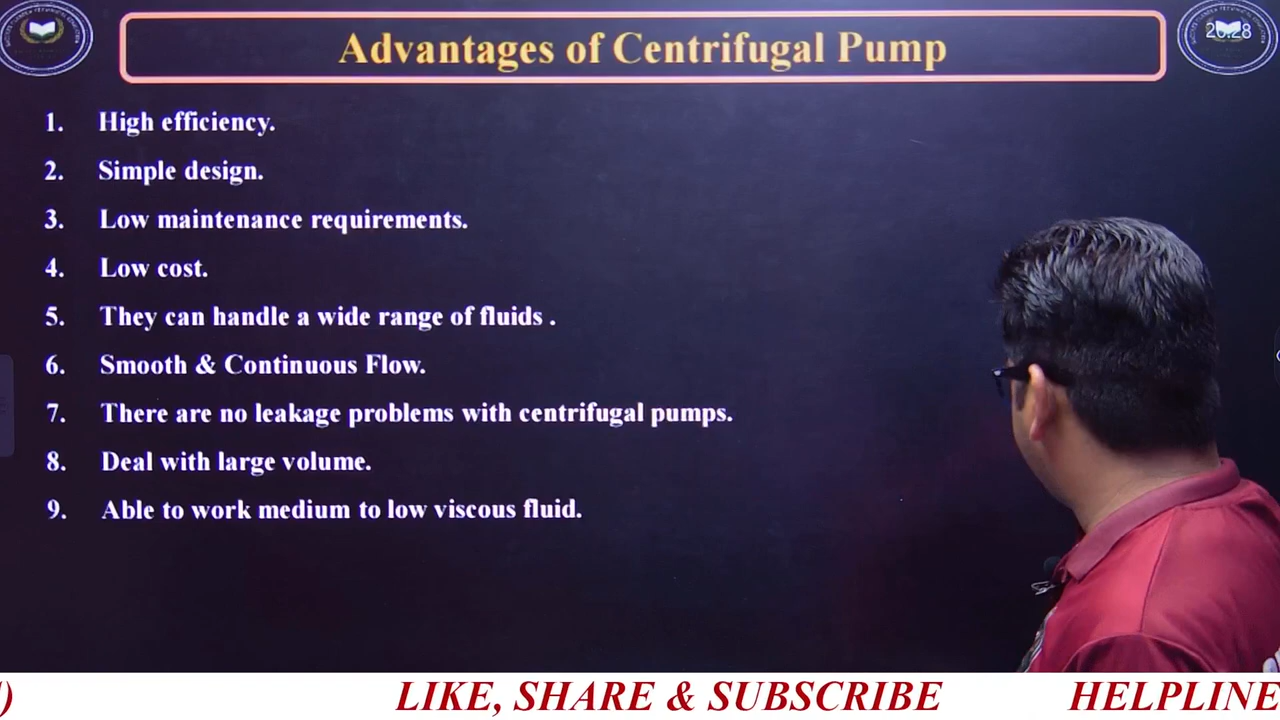 Advantages of Centrifugal Pump
20:28
1. High efficiency.
2. Simple design.
3. Low maintenance requirements.
4. Low cost.
5. They can handle a wide range of fluids .
6. Smooth & Continuous Flow.
7. There are no leakage problems with centrifugal pumps.
8. Deal with large volume.
9. Able to work medium to low viscous fluid.
) LIKE, SHARE & SUBSCRIBE HELPLINE